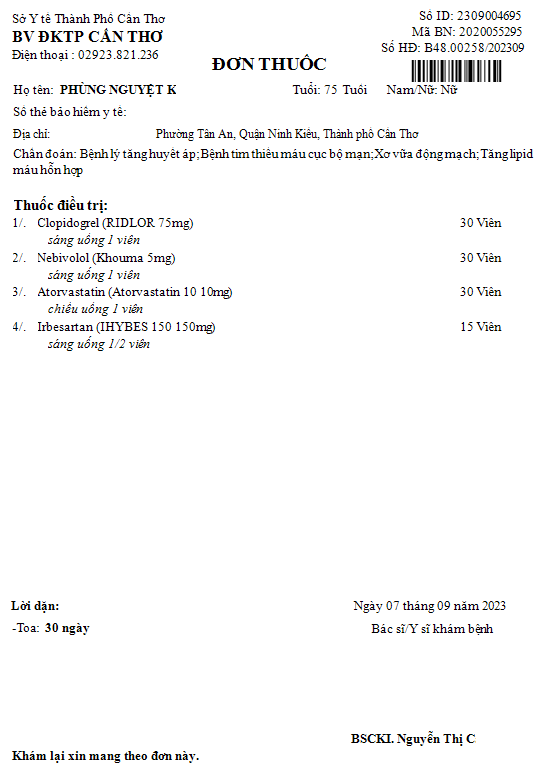 Sở Y tế Thành Phố Cần Thơ
BV ĐKTP CẦN THƠ
Điện thoại : 02923.821.236
Số ID: 2309004695
Mã BN: 2020055295
Số HĐ: B48.00258/202309
ĐƠN THUỐC
Họ tên: PHÙNG NGUYỆT K Tuổi: 75 Tuổi Nam/Nữ: Nữ
Số thẻ bảo hiểm y tế:
Địa chỉ: Phường Tân An, Quận Ninh Kiều, Thành phố Cần Thơ
Chẩn đoán: Bệnh lý tăng huyết áp;Bệnh tim thiếu máu cục bộ mạn;Xơ vữa động mạch;Tăng lipid
máu hỗn hợp
Thuốc điều trị:
1/. Clopidogrel (RIDLOR 75mg) 30 Viên
sáng uống 1 viên
2/. Nebivolol (Khouma 5mg) 30 Viên
sáng uống 1 viên
3/. Atorvastatin (Atorvastatin 10 10mg) 30 Viên
chiều uống 1 viên
4/. Irbesartan (IHYBES 150 150mg) 15 Viên
sáng uống 1/2 viên
Lời dặn: Ngày 07 tháng 09 năm 2023
-Toa: 30 ngày Bác sĩ/Y sĩ khám bệnh
BSCKI. Nguyễn Thị C
Khám lại xin mang theo đơn này.